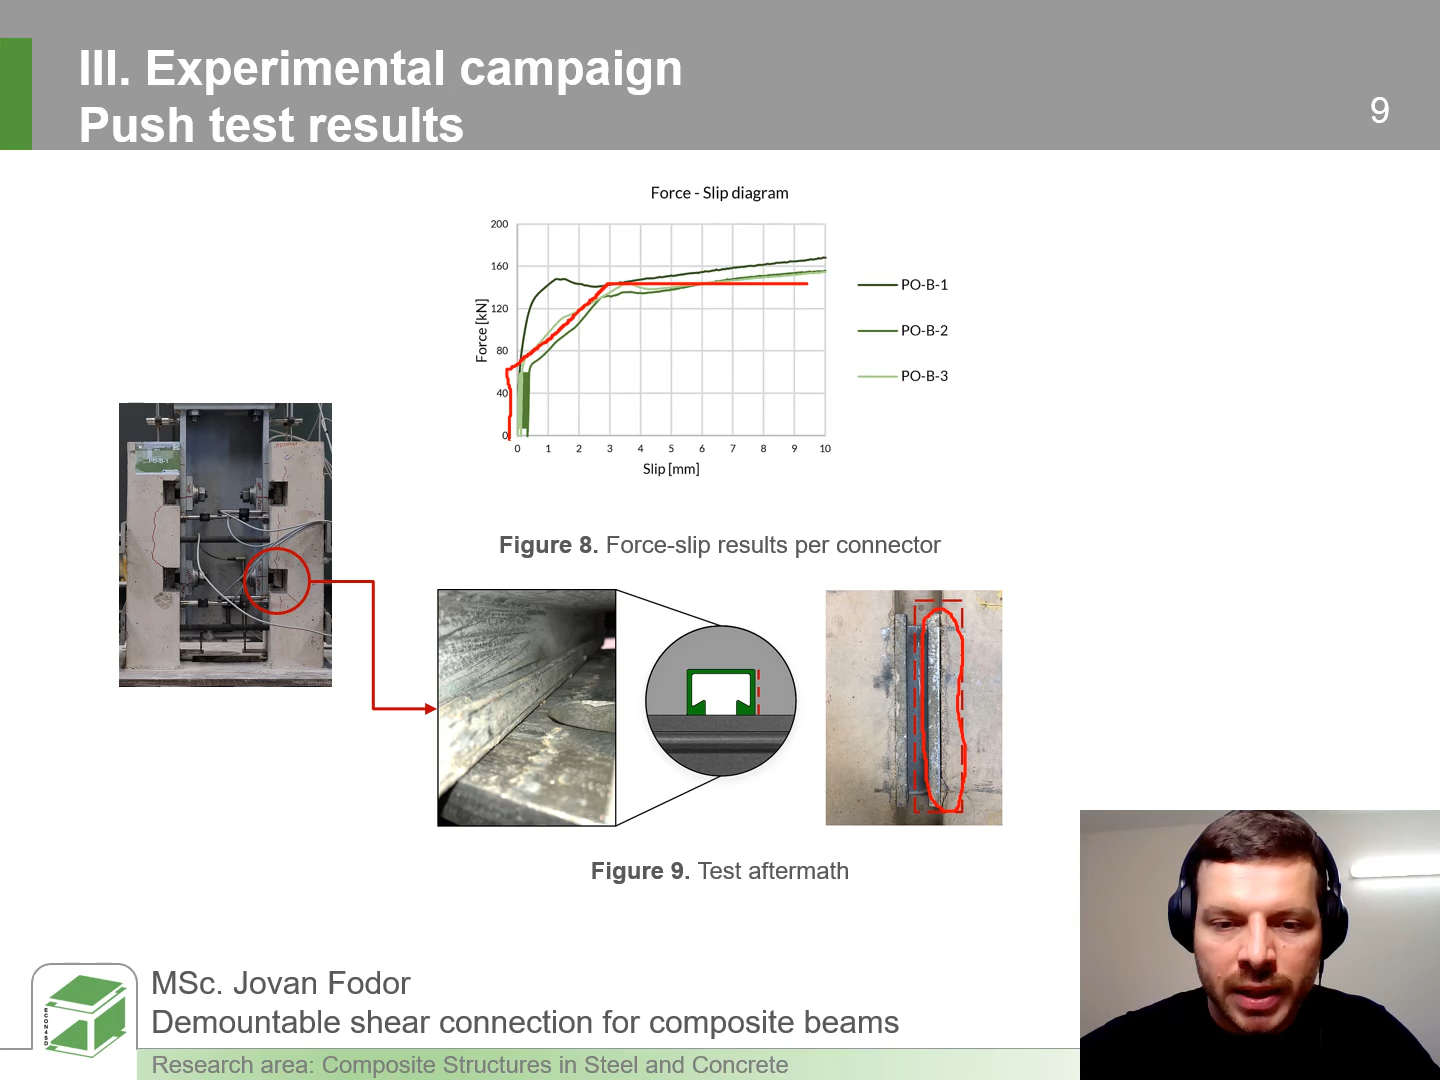 III. Experimental campaign
Push test results
9
Force - Slip diagram
200
160
120
80
40
0
Force [kN]
0 1 2 3 4 5 6 7 8 9 10
Slip [mm]
PO-B-1
PO-B-2
PO-B-3
PO-B-1
Figure 8. Force-slip results per connector
Figure 9. Test aftermath
ECON4SD
MSc. Jovan Fodor
Demountable shear connection for composite beams
Research area: Composite Structures in Steel and Concrete